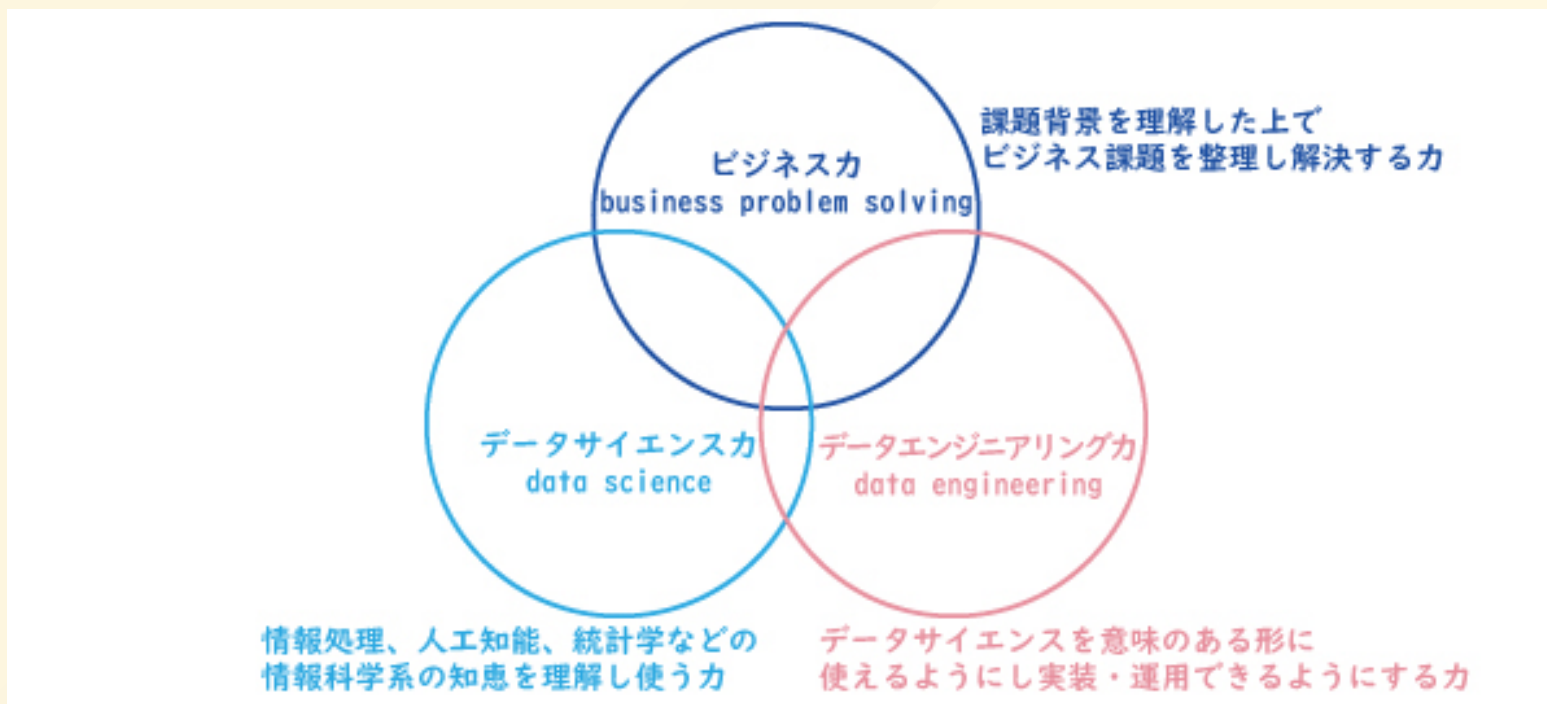 ビジネス力
business problem solving
課題背景を理解した上で
ビジネス課題を整理し解決する力
データサイエンス力
data science
データエンジニアリング力
data engineering
情報処理、人工知能、統計学などの
情報科学系の知恵を理解し使う力
データサイエンスを意味のある形に
使えるようにし実装・運用できるようにする力